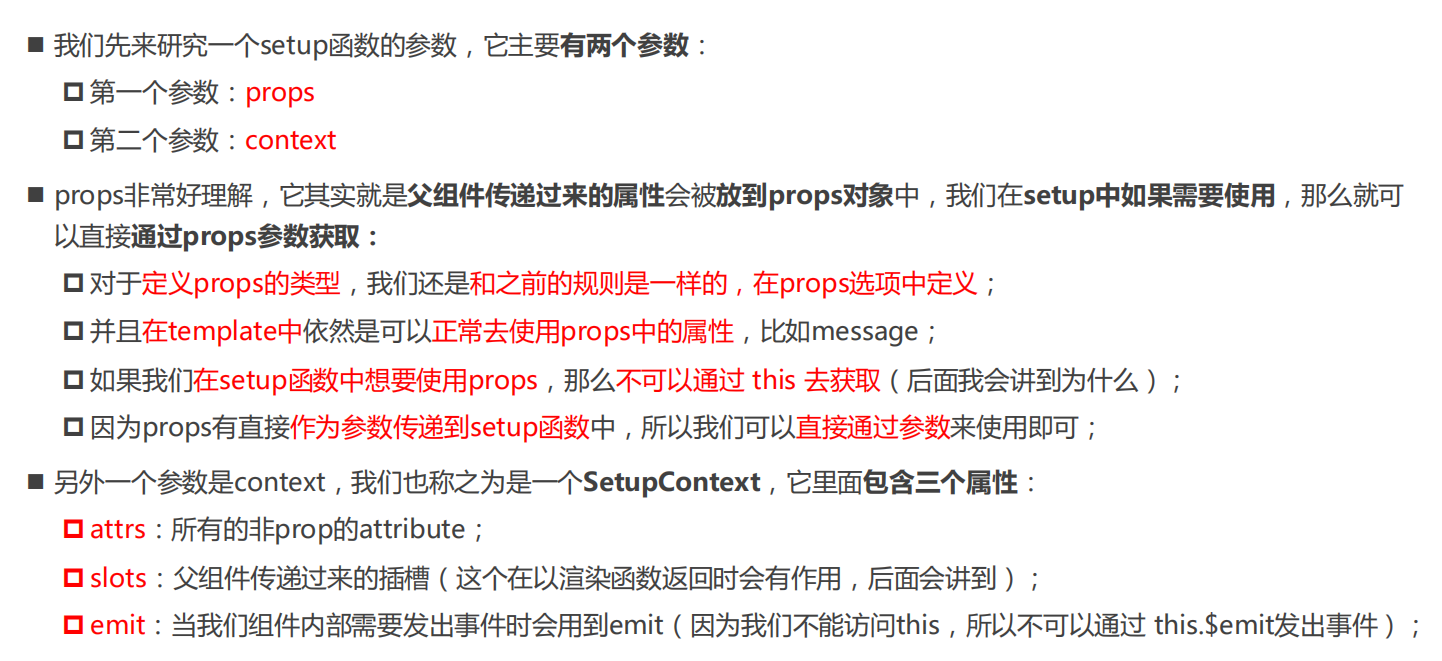 我们先来研究一个setup函数的参数，它主要有两个参数：
第一个参数：props
第二个参数：context
props非常好理解，它其实就是父组件传递过来的属性会被放到props对象中，我们在setup中如果需要使用，那么就可
以直接通过props参数获取：
对于定义props的类型，我们还是和之前的规则是一样的，在props选项中定义；
并且在template中依然是可以正常去使用props中的属性，比如message；
如果我们在setup函数中想要使用props，那么不可以通过 this 去获取（后面我会讲到为什么）；
因为props有直接作为参数传递到setup函数中，所以我们可以直接通过参数来使用即可；
另外一个参数是context，我们也称之为是一个SetupContext，它里面包含三个属性：
attrs：所有的非prop的attribute；
slots：父组件传递过来的插槽（这个在以渲染函数返回时会有作用，后面会讲到）；
emit：当我们组件内部需要发出事件时会用到emit（因为我们不能访问this，所以不可以通过 this.$emit发出事件）；